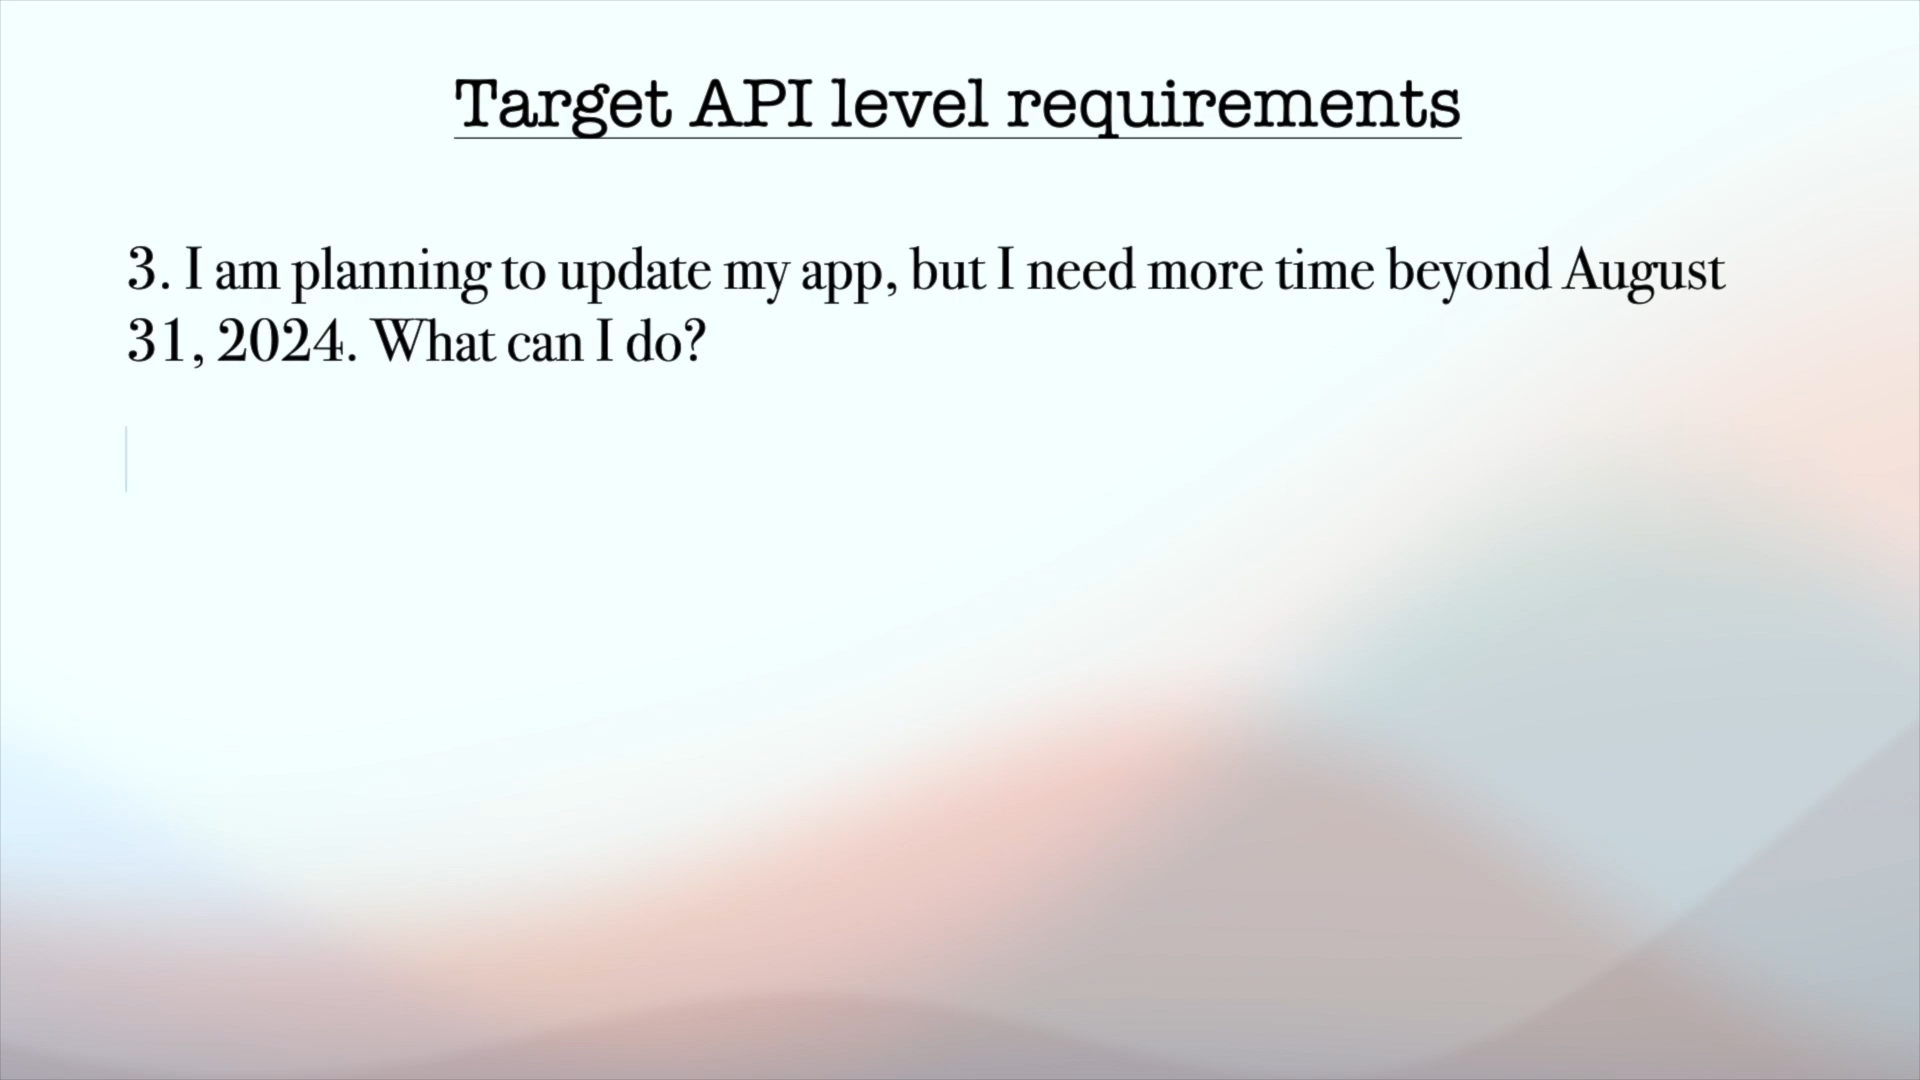 Target API level requirements
3. I am planning to update my app, but I need more time beyond August
31, 2024. What can I do?